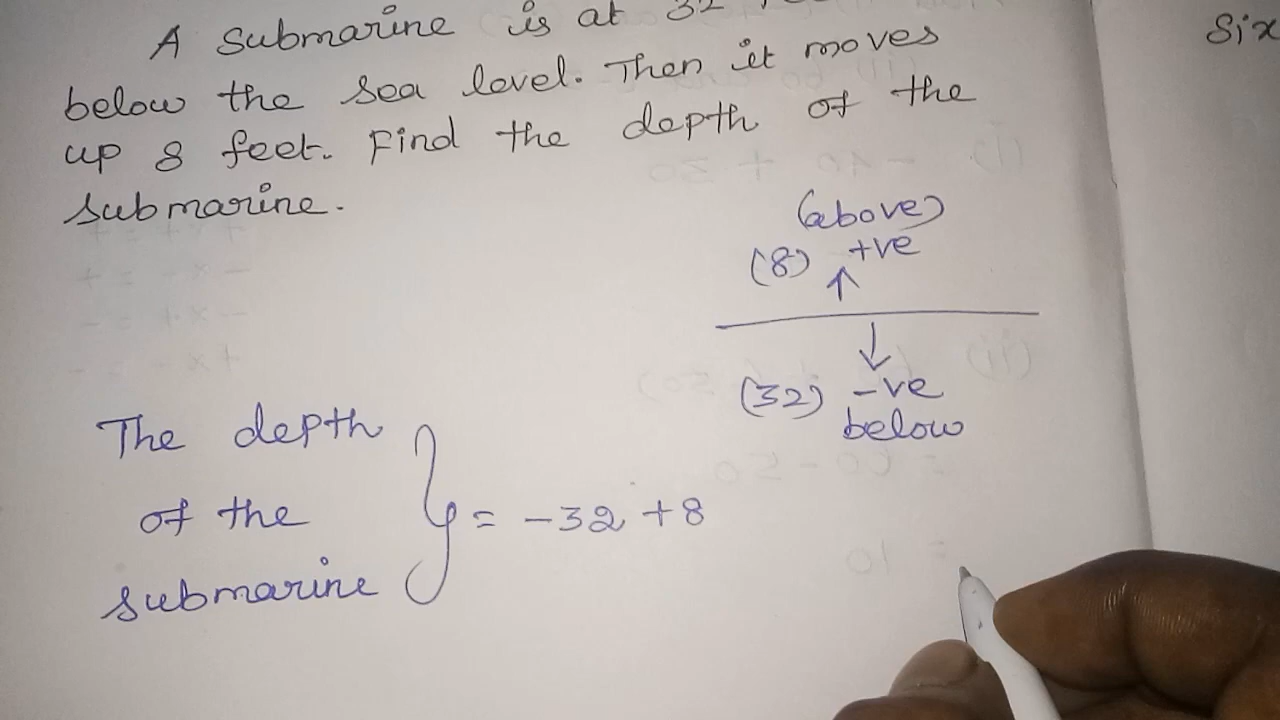 A submarine is at 32
below the sea level. Then it moves
up 8 feet. Find the depth of the
submarine.
Six
(above)
(8) +ve
↑
↓
(32) -ve
below
The depth
of the
submarine } = -32 +8